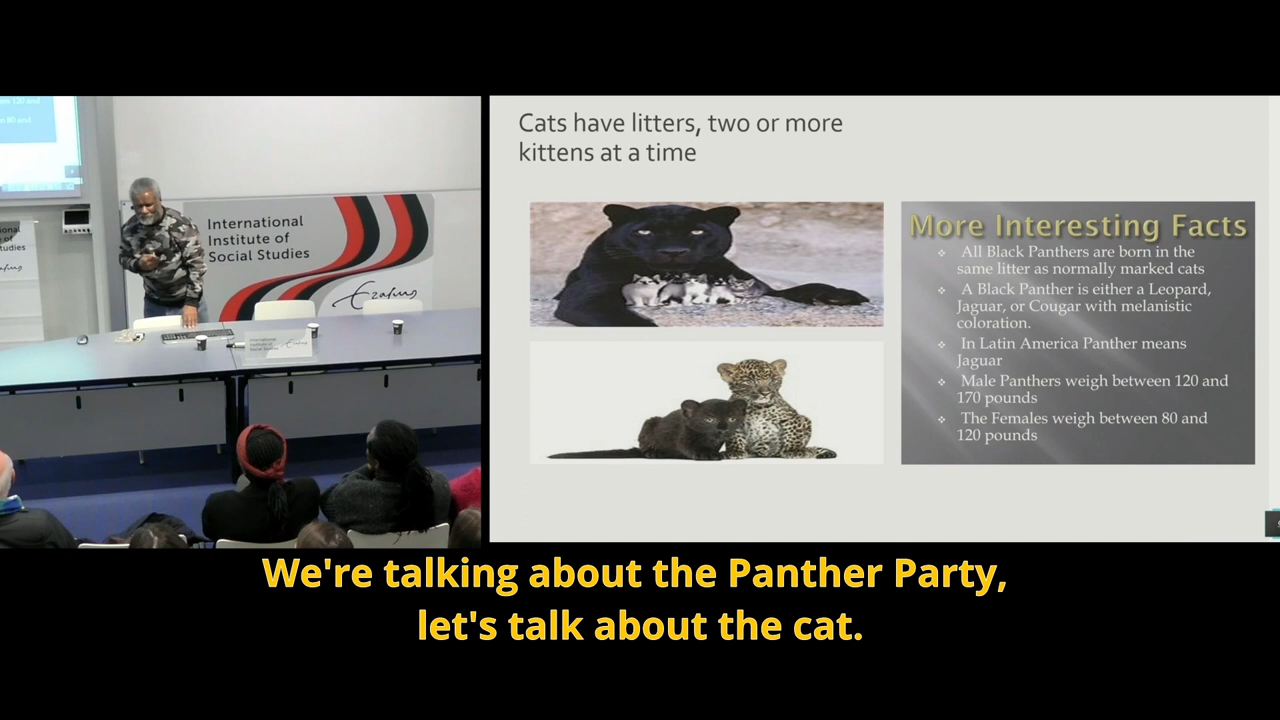 International
Institute of
Social Studies
Erasmus
Cats have litters, two or more
kittens at a time
More Interesting Facts
❖ All Black Panthers are born in the
same litter as normally marked cats
❖ A Black Panther is either a Leopard,
Jaguar, or Cougar with melanistic
coloration.
❖ In Latin America Panther means
Jaguar
❖ Male Panthers weigh between 120 and
170 pounds
❖ The Females weigh between 80 and
120 pounds
We're talking about the Panther Party,
let's talk about the cat.